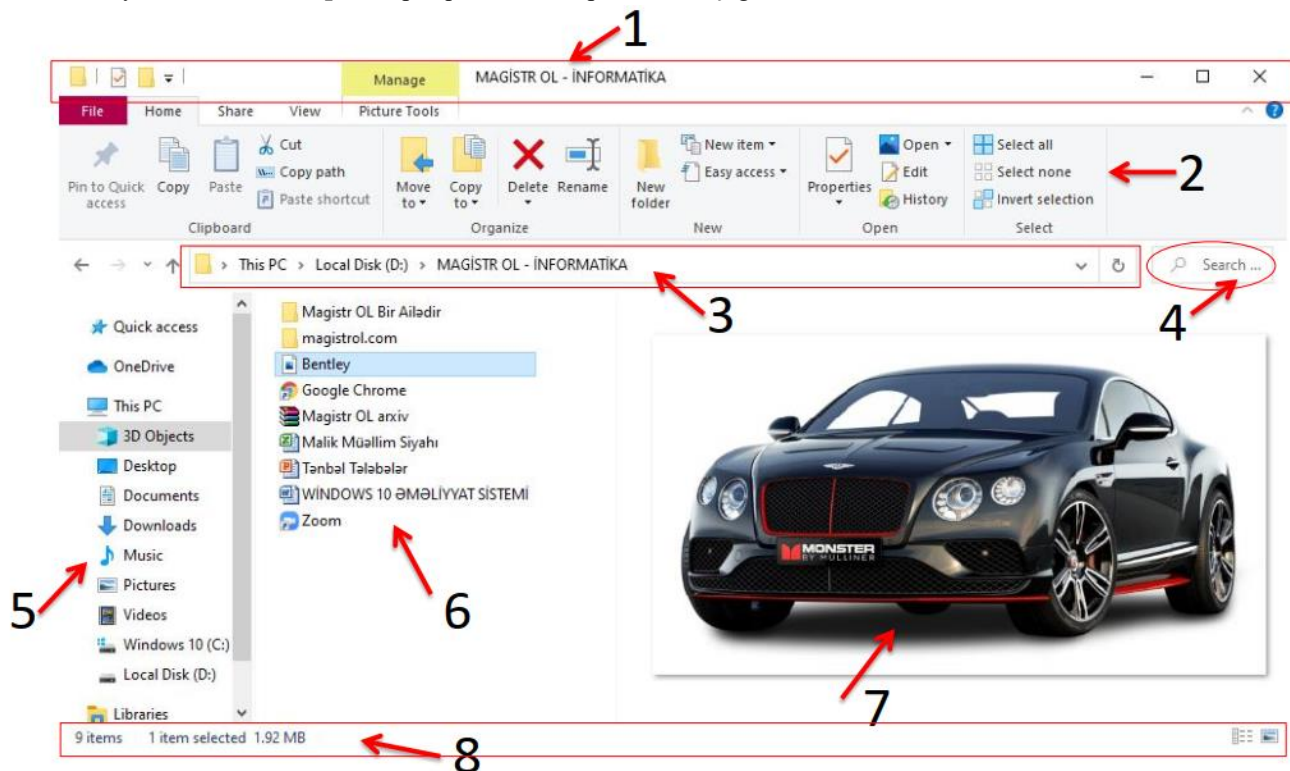 1
Manage MAGİSTR OL - İNFORMATİKA
File Home Share View Picture Tools
Pin to Quick access
Copy
Paste
Cut
Copy path
Paste shortcut
Clipboard
Move to
Copy to
Delete
Rename
Organize
New folder
New item
Easy access
New
Properties
Open
Edit
History
Open
Select all
Select none
Invert selection
Select
2
This PC > Local Disk (D:) > MAGİSTR OL - İNFORMATİKA
Search ...
3
4
Quick access
OneDrive
This PC
3D Objects
Desktop
Documents
Downloads
Music
Pictures
Videos
Windows 10 (C:)
Local Disk (D:)
Libraries
5
Magistr OL Bir Ailədir
magistrol.com
Bentley
Google Chrome
Magistr OL arxiv
Malik Müəllim Siyahı
Tənbəl Tələbələr
WİNDOWS 10 ƏMƏLİYYAT SİSTEMİ
Zoom
6
MONSTER
BY MULLINER
7
9 items 1 item selected 1.92 MB
8